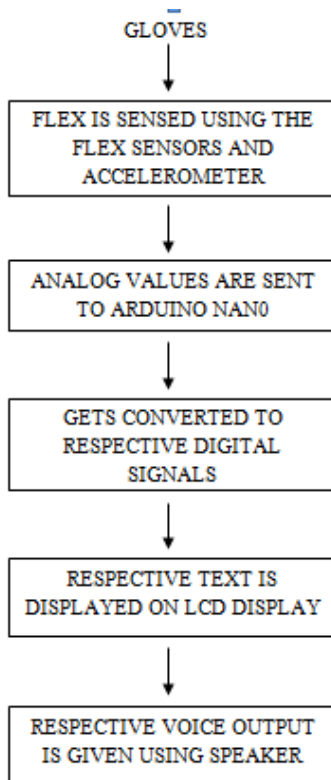 GLOVES
FLEX IS SENSED USING THE
FLEX SENSORS AND
ACCELEROMETER
ANALOG VALUES ARE SENT
TO ARDUINO NAN0
GETS CONVERTED TO
RESPECTIVE DIGITAL
SIGNALS
RESPECTIVE TEXT IS
DISPLAYED ON LCD DISPLAY
RESPECTIVE VOICE OUTPUT
IS GIVEN USING SPEAKER